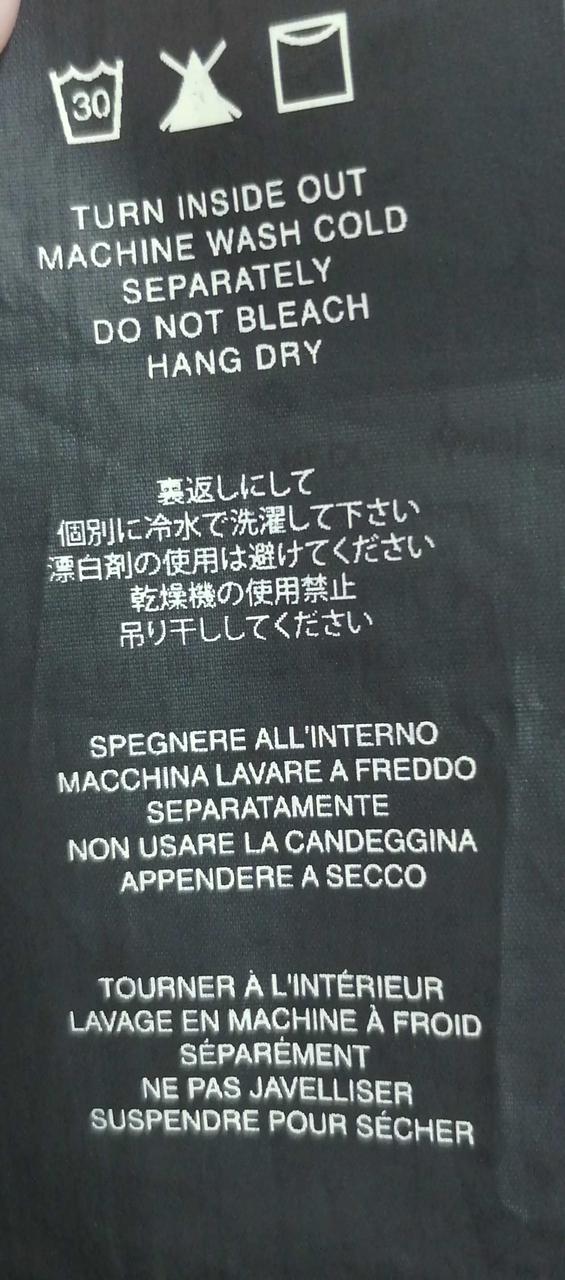 30
TURN INSIDE OUT
MACHINE WASH COLD
SEPARATELY
DO NOT BLEACH
HANG DRY
裏返しにして
個別に冷水で洗濯して下さい
漂白剤の使用は避けてください
乾燥機の使用禁止
吊り干ししてください
SPEGNERE ALL'INTERNO
MACCHINA LAVARE A FREDDO
SEPARATAMENTE
NON USARE LA CANDEGGINA
APPENDERE A SECCO
TOURNER À L'INTÉRIEUR
LAVAGE EN MACHINE À FROID
SÉPARÉMENT
NE PAS JAVELLISER
SUSPENDRE POUR SÉCHER